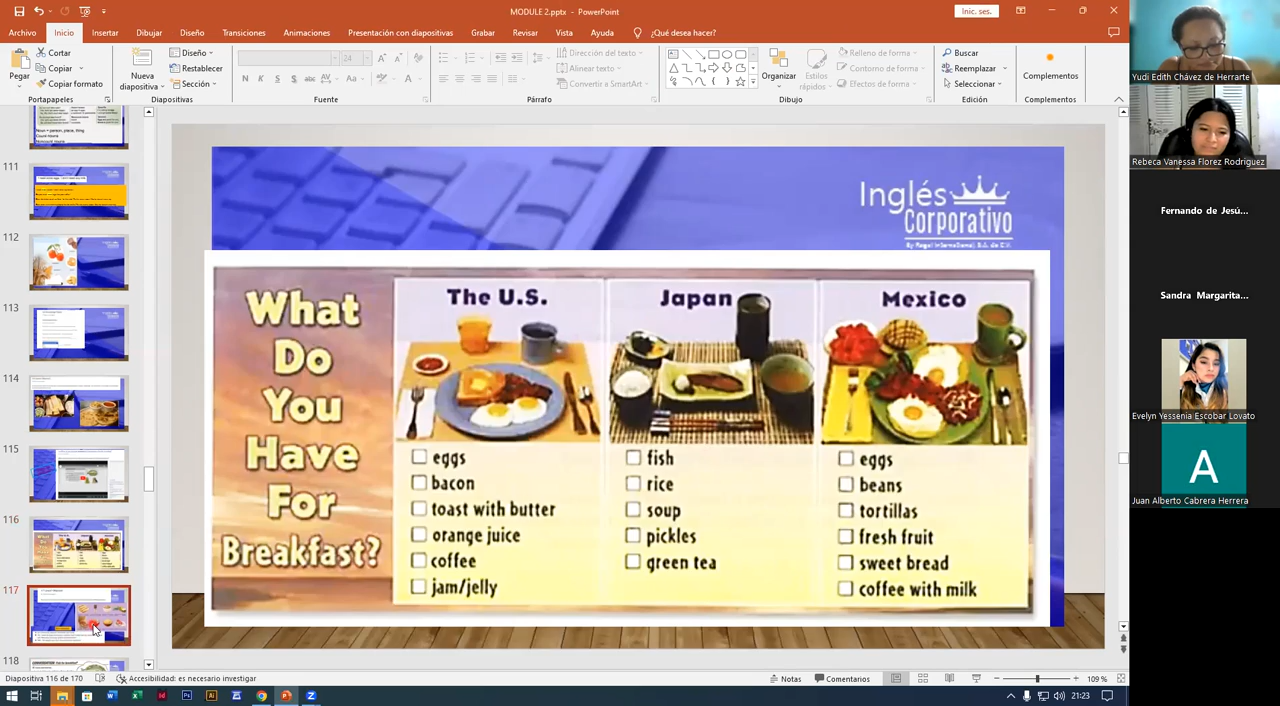 MODULE 2.pptx - PowerPoint
Inic. ses.
Archivo Inicio Insertar Dibujar Diseño Transiciones Animaciones Presentación con diapositivas Grabar Revisar Vista Ayuda ¿Qué desea hacer?
Pegar
Cortar
Copiar
Copiar formato
Portapapeles
Nueva diapositiva
Diseño
Restablecer
Sección
Diapositivas
N K S S abc AV Aa A
Fuente
Dirección del texto
Alinear texto
Convertir a SmartArt
Párrafo
Organizar
Estilos rápidos
Relleno de forma
Contorno de forma
Efectos de forma
Dibujo
Buscar
Reemplazar
Seleccionar
Edición
Complementos
Complementos
111
112
113
114
115
116
117
118
Inglés
Corporativo
By Regal International, S.A. de C.V.
What
Do
You
Have
For
Breakfast?
The U.S.
eggs
bacon
toast with butter
orange juice
coffee
jam/jelly
Japan
fish
rice
soup
pickles
green tea
Mexico
eggs
beans
tortillas
fresh fruit
sweet bread
coffee with milk
Yudi Edith Chávez de Herrarte
Rebeca Vanessa Florez Rodriguez
Fernando de Jesú...
Sandra Margarita...
Evelyn Yessenia Escobar Lovato
A
Juan Alberto Cabrera Herrera
Diapositiva 116 de 170
Accesibilidad: es necesario investigar
Notas
Comentarios
109 %
21:23